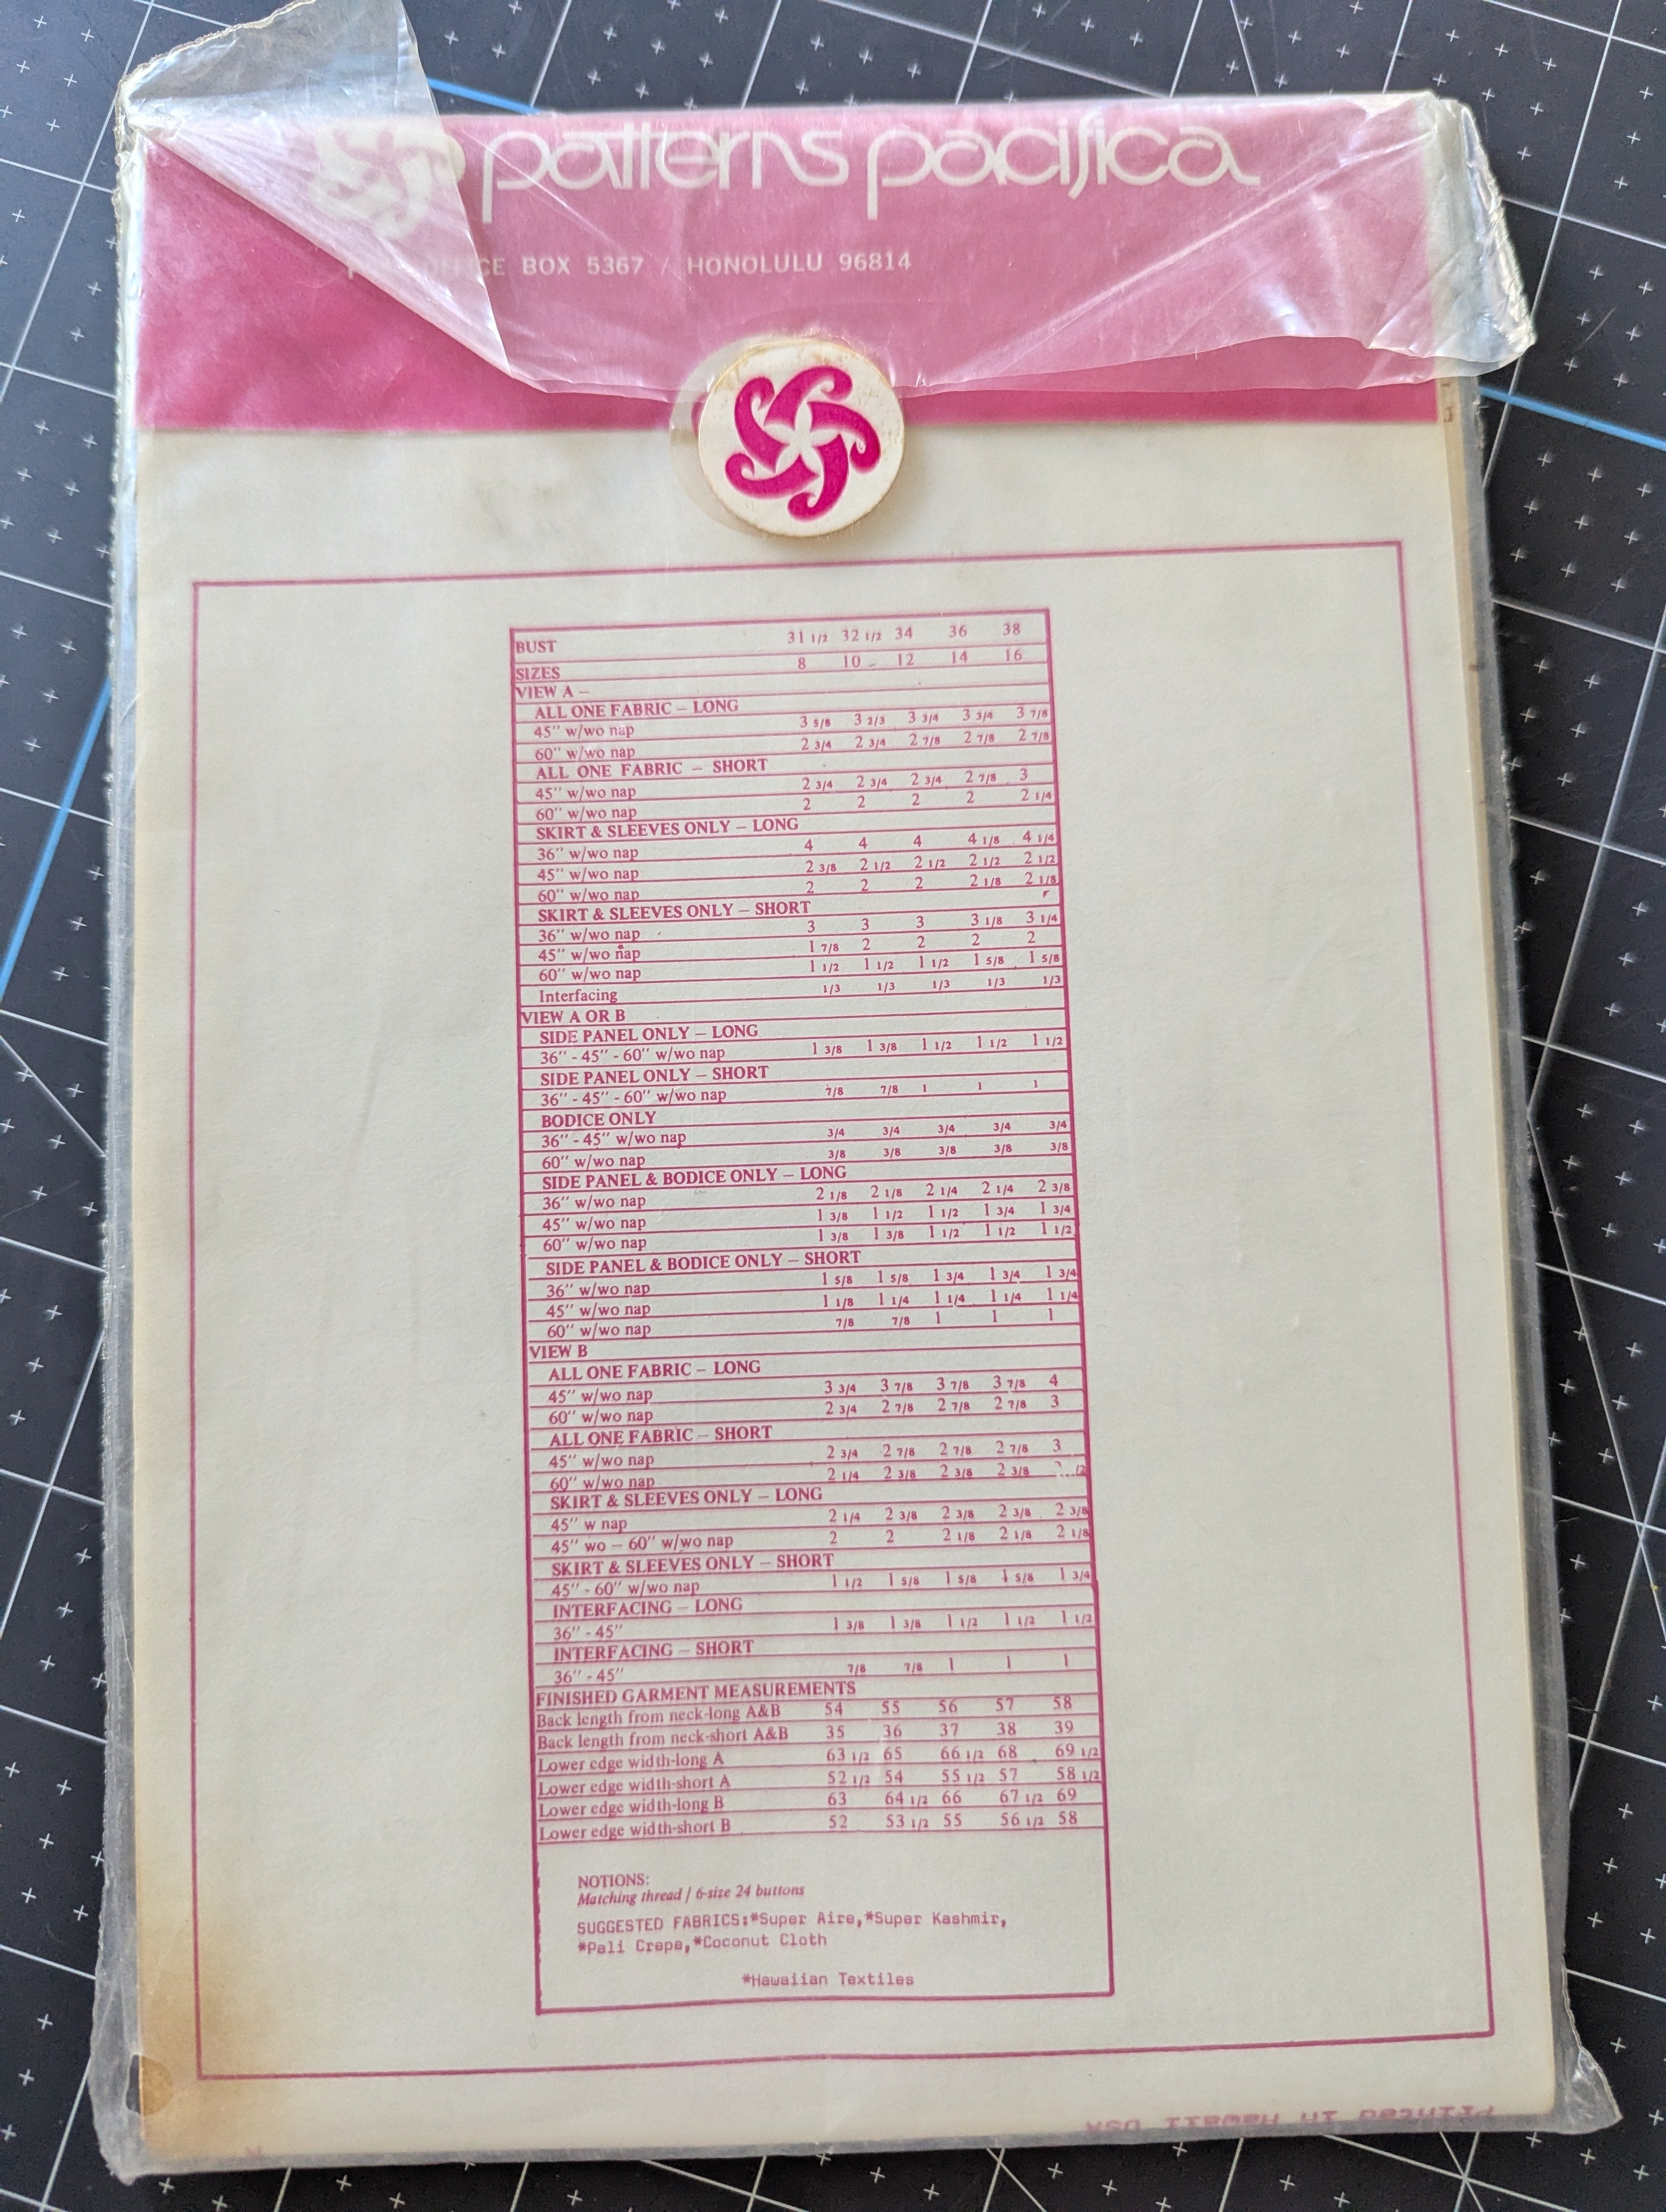 patterns pacifica
BOX 5367 / HONOLULU 96814
BUST 31 1/2 32 1/2 34 36 38
SIZES 8 10 12 14 16
VIEW A –
ALL ONE FABRIC – LONG
45" w/wo nap 3 5/8 3 2/3 3 3/4 3 3/4 3 7/8
60" w/wo nap 2 3/4 2 3/4 2 7/8 2 7/8 2 7/8
ALL ONE FABRIC – SHORT
45" w/wo nap 2 3/4 2 3/4 2 3/4 2 7/8 3
60" w/wo nap 2 2 2 2 2 1/4
SKIRT & SLEEVES ONLY – LONG
36" w/wo nap 4 4 4 4 1/8 4 1/4
45" w/wo nap 2 3/8 2 1/2 2 1/2 2 1/2 2 1/2
60" w/wo nap 2 2 2 2 1/8 2 1/8
SKIRT & SLEEVES ONLY – SHORT
36" w/wo nap 3 3 3 3 1/8 3 1/4
45" w/wo nap 1 7/8 2 2 2 2
60" w/wo nap 1 1/2 1 1/2 1 1/2 1 5/8 1 5/8
Interfacing 1/3 1/3 1/3 1/3 1/3
VIEW A OR B
SIDE PANEL ONLY – LONG
36" - 45" - 60" w/wo nap 1 3/8 1 3/8 1 1/2 1 1/2 1 1/2
SIDE PANEL ONLY – SHORT
36" - 45" - 60" w/wo nap 7/8 7/8 1 1 1
BODICE ONLY
36" - 45" w/wo nap 3/4 3/4 3/4 3/4 3/4
60" w/wo nap 3/8 3/8 3/8 3/8 3/8
SIDE PANEL & BODICE ONLY – LONG
36" w/wo nap 2 1/8 2 1/8 2 1/4 2 1/4 2 3/8
45" w/wo nap 1 3/8 1 1/2 1 1/2 1 3/4 1 3/4
60" w/wo nap 1 3/8 1 3/8 1 1/2 1 1/2 1 1/2
SIDE PANEL & BODICE ONLY – SHORT
36" w/wo nap 1 5/8 1 5/8 1 3/4 1 3/4 1 3/4
45" w/wo nap 1 1/8 1 1/4 1 1/4 1 1/4 1 1/4
60" w/wo nap 7/8 7/8 1 1 1
VIEW B
ALL ONE FABRIC – LONG
45" w/wo nap 3 3/4 3 7/8 3 7/8 3 7/8 4
60" w/wo nap 2 3/4 2 7/8 2 7/8 2 7/8 3
ALL ONE FABRIC – SHORT
45" w/wo nap 2 3/4 2 7/8 2 7/8 2 7/8 3
60" w/wo nap 2 1/4 2 3/8 2 3/8 2 3/8
SKIRT & SLEEVES ONLY – LONG
45" w nap 2 1/4 2 3/8 2 3/8 2 3/8 2 3/8
45" wo – 60" w/wo nap 2 2 2 1/8 2 1/8 2 1/8
SKIRT & SLEEVES ONLY – SHORT
45" - 60" w/wo nap 1 1/2 1 5/8 1 5/8 1 5/8 1 3/4
INTERFACING – LONG
36" - 45" 1 3/8 1 3/8 1 1/2 1 1/2 1 1/2
INTERFACING – SHORT
36" - 45" 7/8 7/8 1 1 1
FINISHED GARMENT MEASUREMENTS
Back length from neck-long A&B 54 55 56 57 58
Back length from neck-short A&B 35 36 37 38 39
Lower edge width-long A 63 1/2 65 66 1/2 68 69 1/2
Lower edge width-short A 52 1/2 54 55 1/2 57 58 1/2
Lower edge width-long B 63 64 1/2 66 67 1/2 69
Lower edge width-short B 52 53 1/2 55 56 1/2 58
NOTIONS:
Matching thread / 6-size 24 buttons
SUGGESTED FABRICS:*Super Aire,*Super Kashmir,
*Pali Crepe,*Coconut Cloth
*Hawaiian Textiles
Printed in Hawaii USA